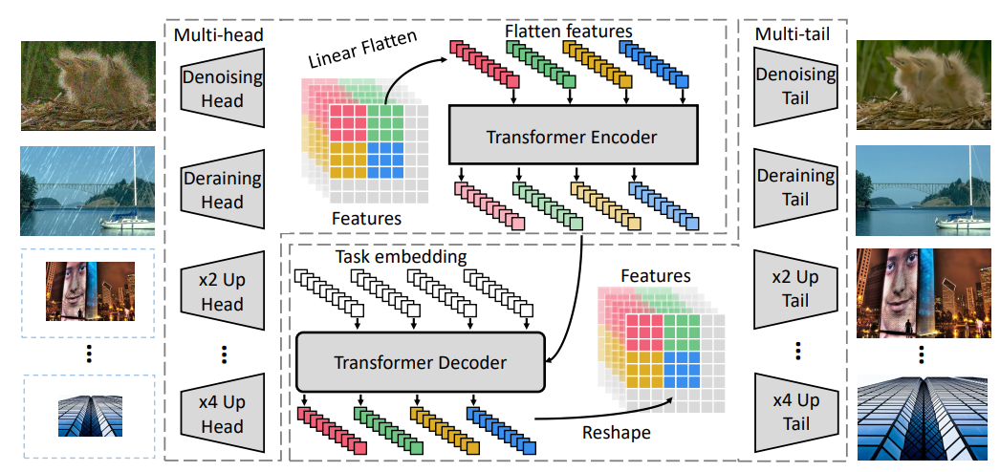 Multi-head
Denoising
Head
Deraining
Head
x2 Up
Head
x4 Up
Head
Linear Flatten
Features
Flatten features
Transformer Encoder
Task embedding
Transformer Decoder
Features
Reshape
Multi-tail
Denoising
Tail
Deraining
Tail
x2 Up
Tail
x4 Up
Tail